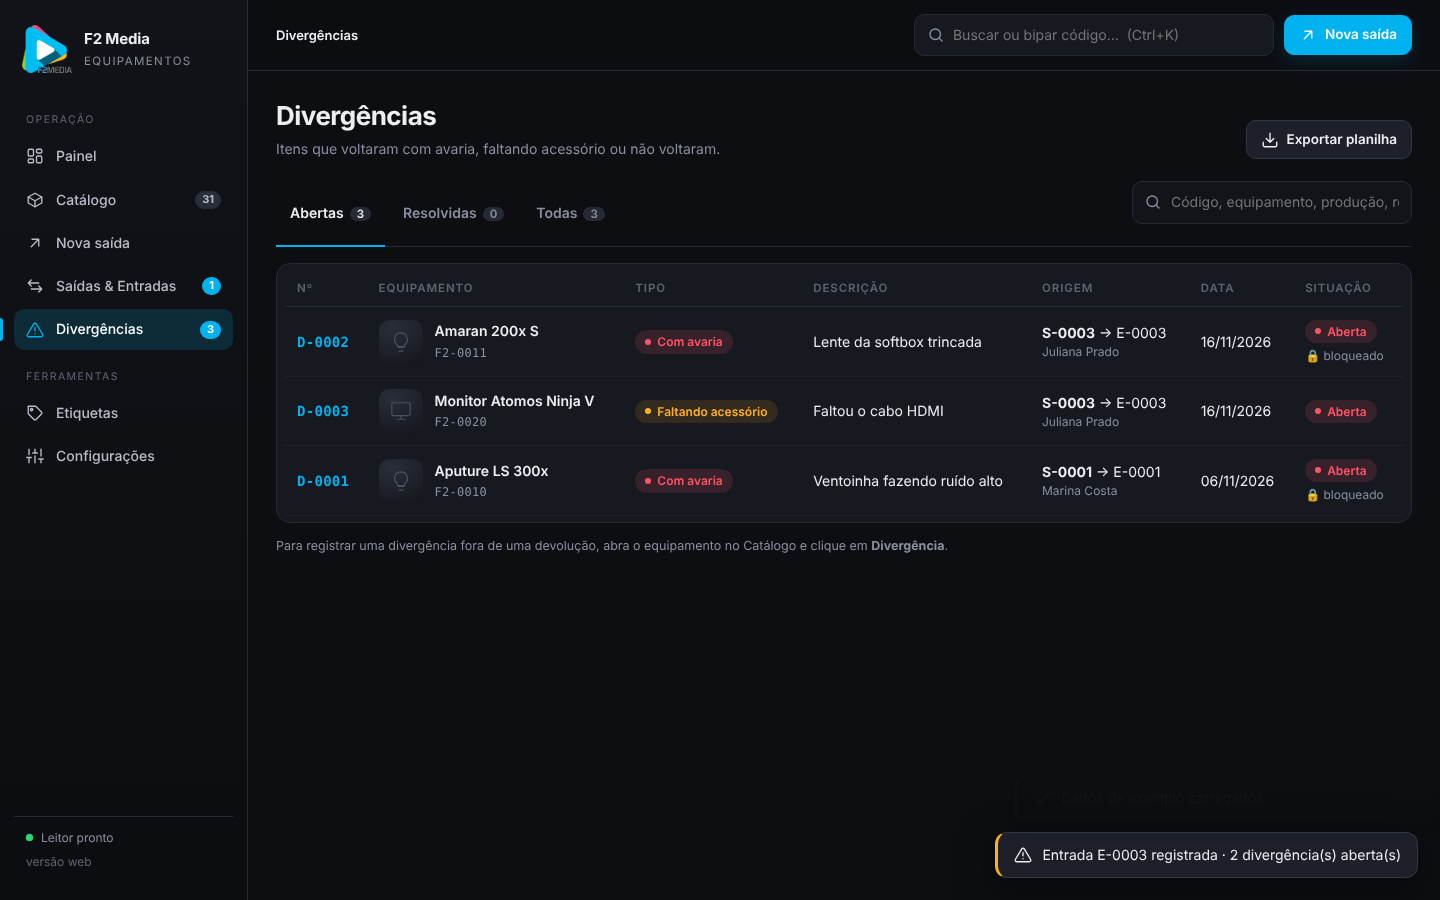 F2 Media
EQUIPAMENTOS
F2MEDIA
OPERAÇÃO
Painel
Catálogo 31
Nova saída
Saídas & Entradas 1
Divergências 3
FERRAMENTAS
Etiquetas
Configurações
Leitor pronto
versão web
Divergências
Buscar ou bipar código... (Ctrl+K)
Nova saída
Divergências
Itens que voltaram com avaria, faltando acessório ou não voltaram.
Exportar planilha
Abertas 3 Resolvidas 0 Todas 3
Código, equipamento, produção, r
Nº EQUIPAMENTO TIPO DESCRIÇÃO ORIGEM DATA SITUAÇÃO
D-0002 Amaran 200x S F2-0011 Com avaria Lente da softbox trincada S-0003 → E-0003 Juliana Prado 16/11/2026 Aberta 🔒 bloqueado
D-0003 Monitor Atomos Ninja V F2-0020 Faltando acessório Faltou o cabo HDMI S-0003 → E-0003 Juliana Prado 16/11/2026 Aberta
D-0001 Aputure LS 300x F2-0010 Com avaria Ventoinha fazendo ruído alto S-0001 → E-0001 Marina Costa 06/11/2026 Aberta 🔒 bloqueado
Para registrar uma divergência fora de uma devolução, abra o equipamento no Catálogo e clique em Divergência.
Dados de exemplo carregados
Entrada E-0003 registrada · 2 divergência(s) aberta(s)